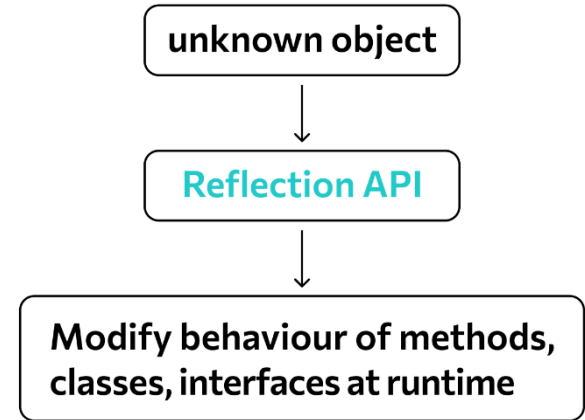 unknown object
Reflection API
Modify behaviour of methods,
classes, interfaces at runtime